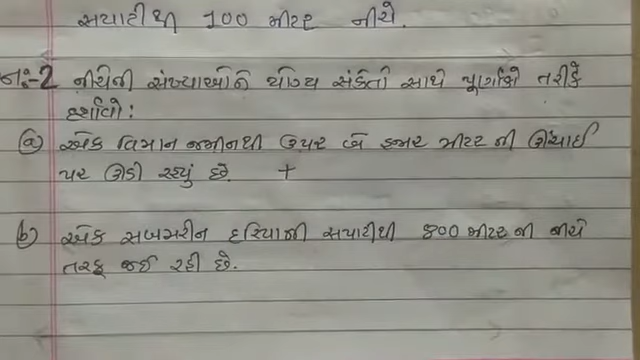 સપાટીથી 100 મીટર નીચે.
નં:-2 નીચેની સંખ્યાઓને યોગ્ય સંકેતો સાથે પૂર્ણાંકો તરીકે
દર્શાવો:
(a) એક વિમાન જમીનથી ઉપર બે હજાર મીટર ની ઊંચાઈ
પર ઊડી રહ્યું છે. +
(b) એક સબમરીન દરિયાની સપાટીથી 800 મીટર ની નીચે
તરફ જઈ રહી છે.